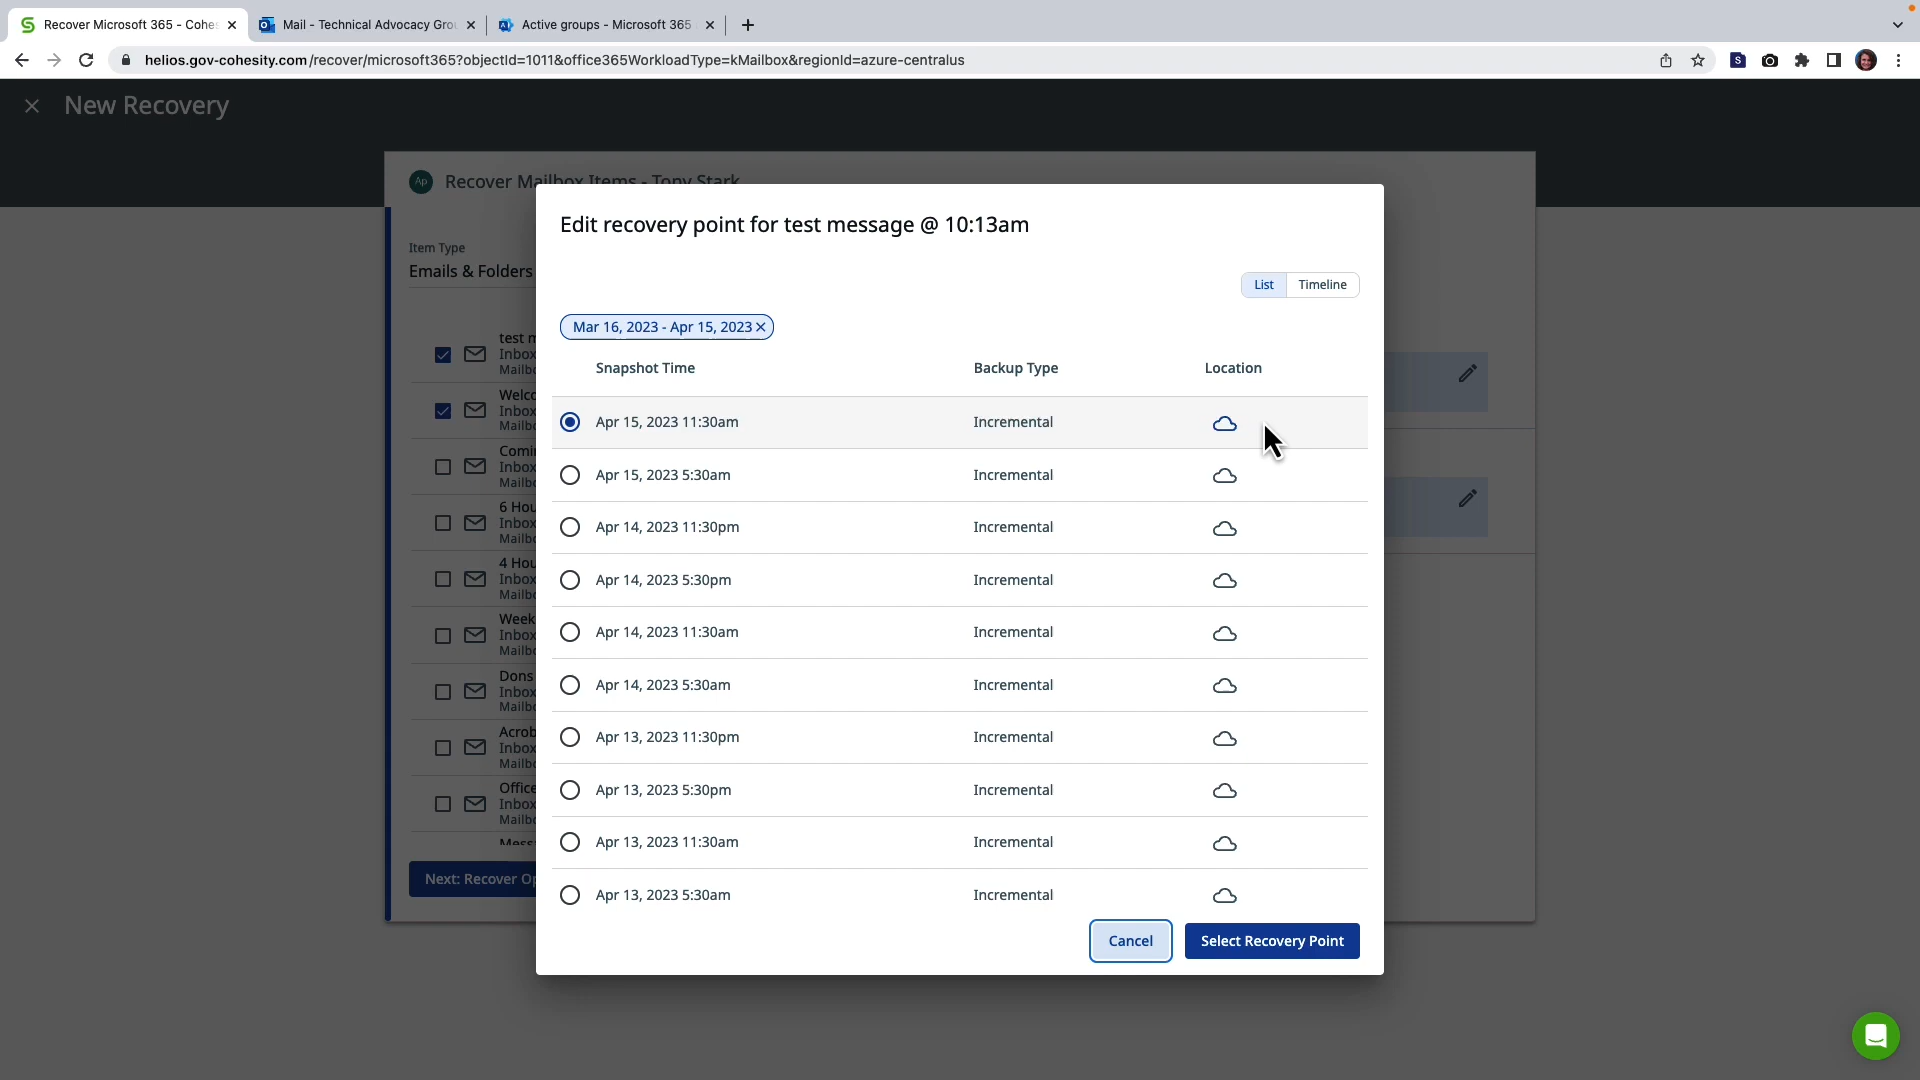 Recover Microsoft 365 - Cohes
Mail - Technical Advocacy Grou
Active groups - Microsoft 365
helios.gov-cohesity.com/recover/microsoft365?objectId=1011&office365WorkloadType=kMailbox&regionId=azure-centralus
New Recovery
Recover Mailbox Items - Tony Stark
Edit recovery point for test message @ 10:13am
Item Type
Emails & Folders
List
Timeline
Mar 16, 2023 - Apr 15, 2023
Snapshot Time
Backup Type
Location
Apr 15, 2023 11:30am
Incremental
Apr 15, 2023 5:30am
Incremental
Apr 14, 2023 11:30pm
Incremental
Apr 14, 2023 5:30pm
Incremental
Apr 14, 2023 11:30am
Incremental
Apr 14, 2023 5:30am
Incremental
Apr 13, 2023 11:30pm
Incremental
Apr 13, 2023 5:30pm
Incremental
Apr 13, 2023 11:30am
Incremental
Apr 13, 2023 5:30am
Incremental
test m
Inbox
Mailbo
Welco
Inbox
Mailbo
Comi
Inbox
Mailbo
6 Hou
Inbox
Mailbo
4 Hou
Inbox
Mailbo
Week
Inbox
Mailbo
Dons
Inbox
Mailbo
Acrob
Inbox
Mailbo
Office
Inbox
Mailbo
Next: Recover Op
Cancel
Select Recovery Point